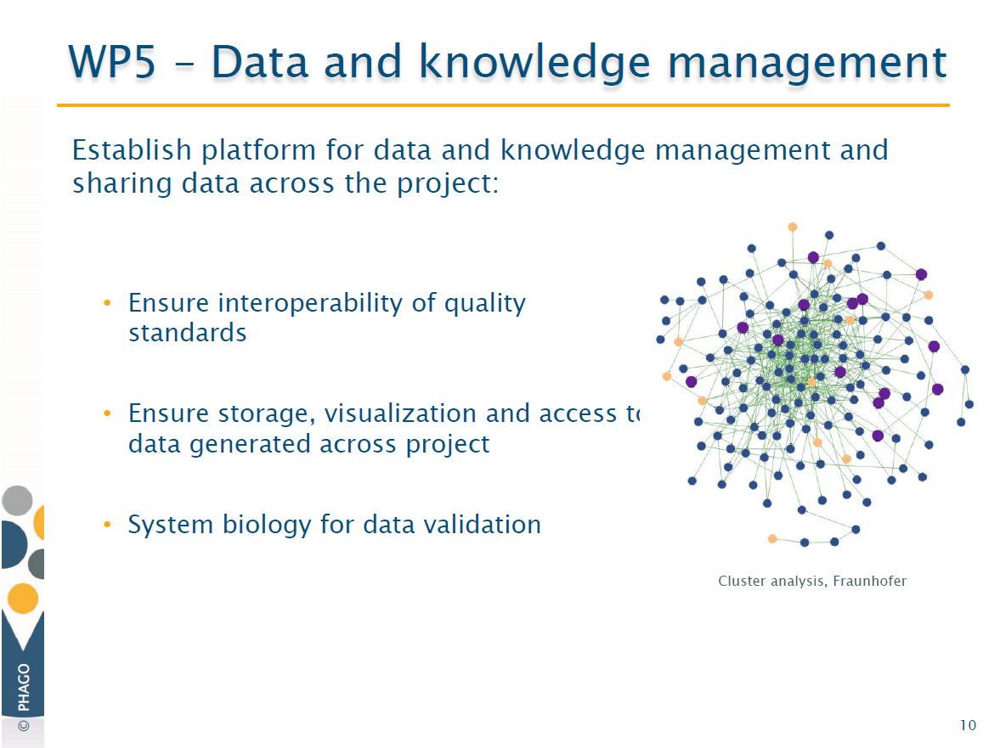 WP5 – Data and knowledge management
Establish platform for data and knowledge management and
sharing data across the project:
• Ensure interoperability of quality
standards
• Ensure storage, visualization and access to
data generated across project
• System biology for data validation
Cluster analysis, Fraunhofer
© PHAGO
10